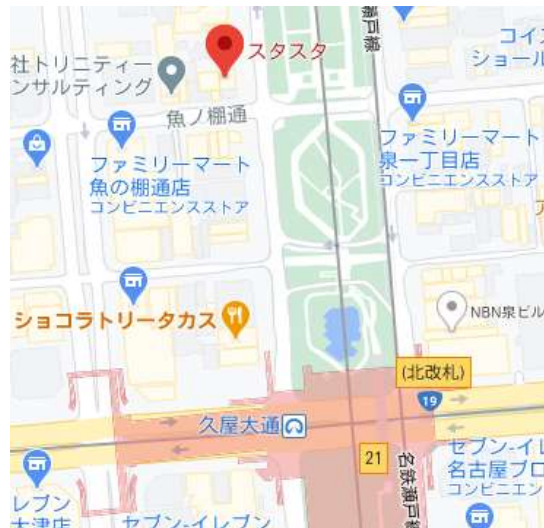 瀬戸線
コイズ
ショール
スタスタ
社トリニティー
ンサルティング
魚ノ棚通
ファミリーマート
魚の棚通店
コンビニエンスストア
ファミリーマート
泉一丁目店
コンビニエンスストア
ショコラトリータカス
NBN泉ビル
(北改札)
19
久屋大通
21
名鉄瀬戸線
セブン-イレ
名古屋ブロ
コンビニエン
レブン
大津店
セブン-イレブン